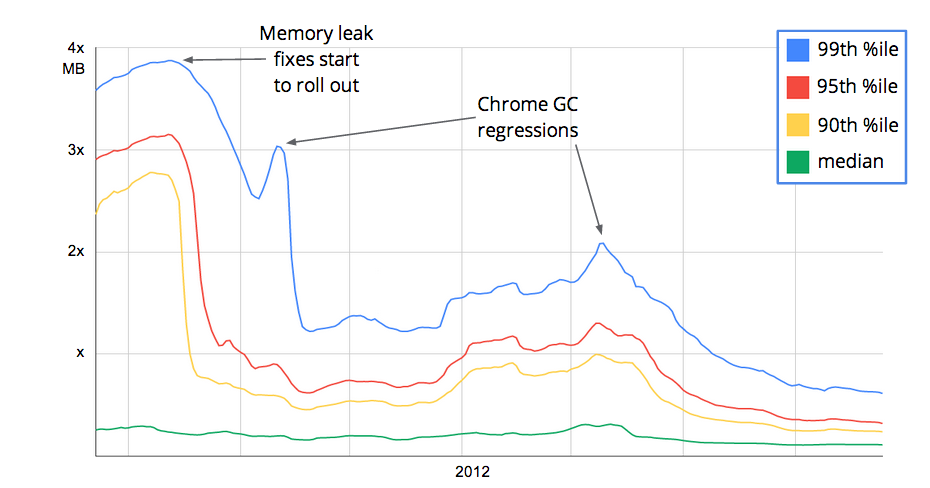 Memory leak
fixes start
to roll out
Chrome GC
regressions
99th %ile
95th %ile
90th %ile
median
4x
MB
3x
2x
x
2012